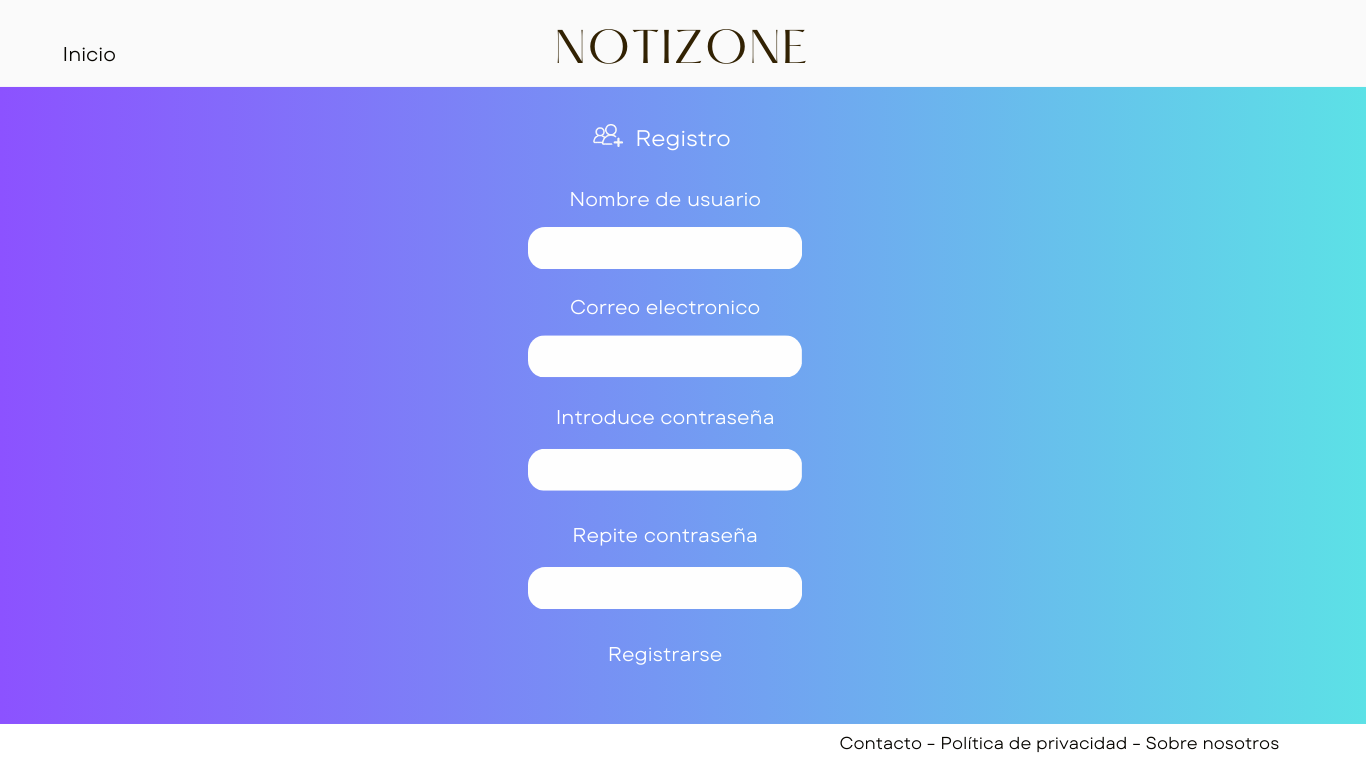 Inicio
NOTIZONE
Registro
Nombre de usuario
Correo electronico
Introduce contraseña
Repite contraseña
Registrarse
Contacto - Política de privacidad - Sobre nosotros